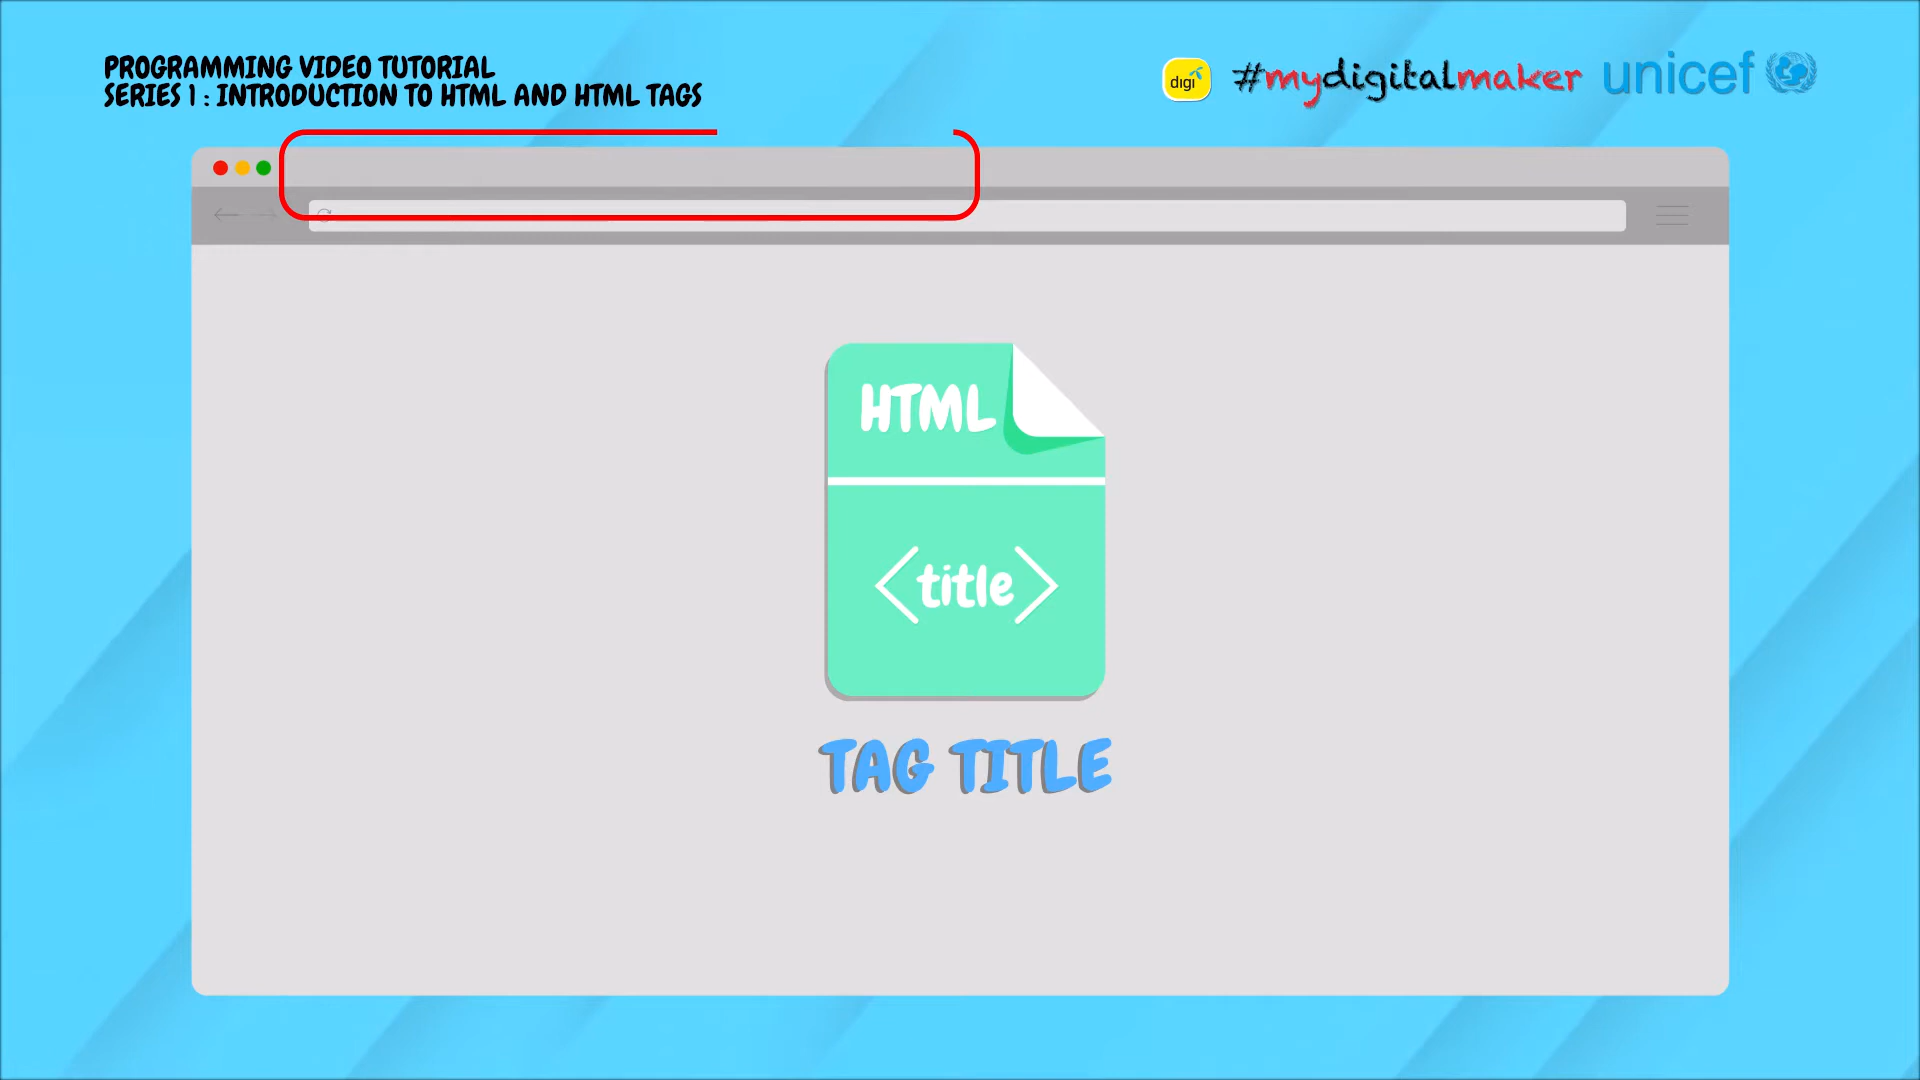 PROGRAMMING VIDEO TUTORIAL
SERIES 1 : INTRODUCTION TO HTML AND HTML TAGS
digi
#mydigitalmaker
unicef
HTML
<title>
TAG TITLE